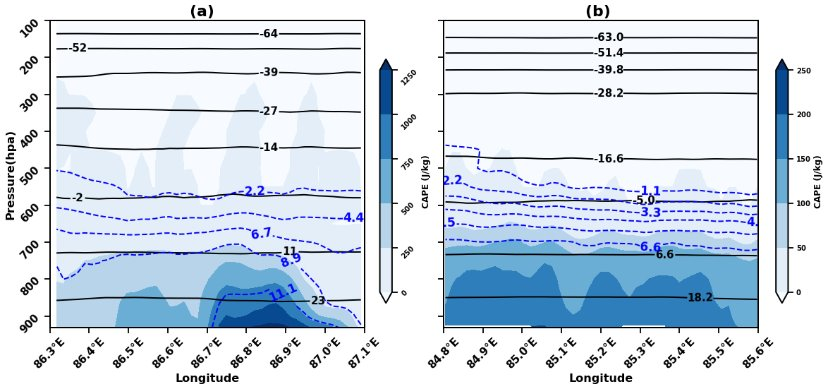 (a)
100
200
300
400
500
600
700
800
900
Pressure(hpa)
-64
-52
-39
-27
-14
-2
-2.2
4.4
6.7
11
8.9
11.1
23
86.3°E
86.4°E
86.5°E
86.6°E
86.7°E
86.9°E
87.0°E
87.1°E
Longitude
1250
1000
750
500
250
0
CAPE (J/kg)
(b)
-63.0
-51.4
-39.8
-28.2
-16.6
2.2
1.1
-5.0
3.3
4.
5.
6.6
6.6
18.2
84.8°E
84.9°E
85.0°E
85.1°E
85.2°E
85.3°E
85.4°E
85.5°E
85.6°E
Longitude
250
200
150
100
50
0
CAPE (J/kg)